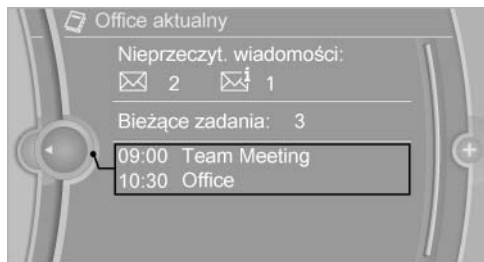 Office aktualny
Nieprzeczyt. wiadomości:
2 1
Bieżące zadania: 3
09:00 Team Meeting
10:30 Office